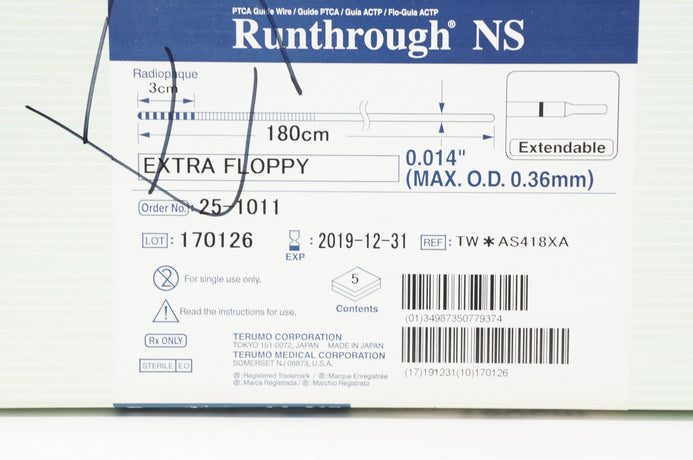 PTCA Guide Wire / Guide PTCA / Guía ACTP / Fio-Guia ACTP
Runthrough® NS
Radiopaque
3cm
180cm
Extendable
EXTRA FLOPPY
0.014"
(MAX. O.D. 0.36mm)
Order No.: 25-1011
LOT : 170126
EXP : 2019-12-31
REF : TW✱AS418XA
2 For single use only.
5
Contents
(01)34987350779374
Read the instructions for use.
Rx ONLY
STERILE EO
TERUMO CORPORATION
TOKYO 151-0072, JAPAN MADE IN JAPAN
TERUMO MEDICAL CORPORATION
SOMERSET NJ 08873, U.S.A.
®: Registered Trademark / ®: Marque Enregistrée
®: Marca Registrada / ®: Marchio Registrato
(17)191231(10)170126